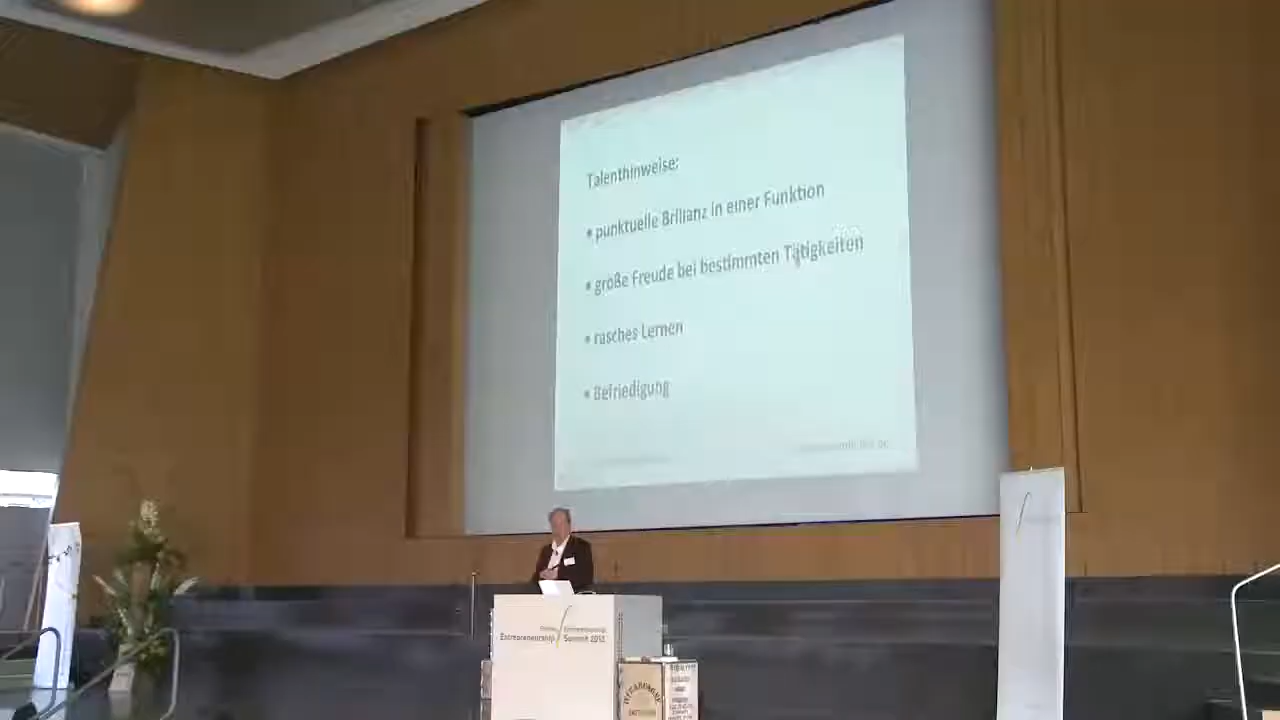 Talenthinweise:
• punktuelle Brillanz in einer Funktion
• große Freude bei bestimmten Tätigkeiten
• rasches Lernen
• Befriedigung
Entrepreneurship Summit 2012